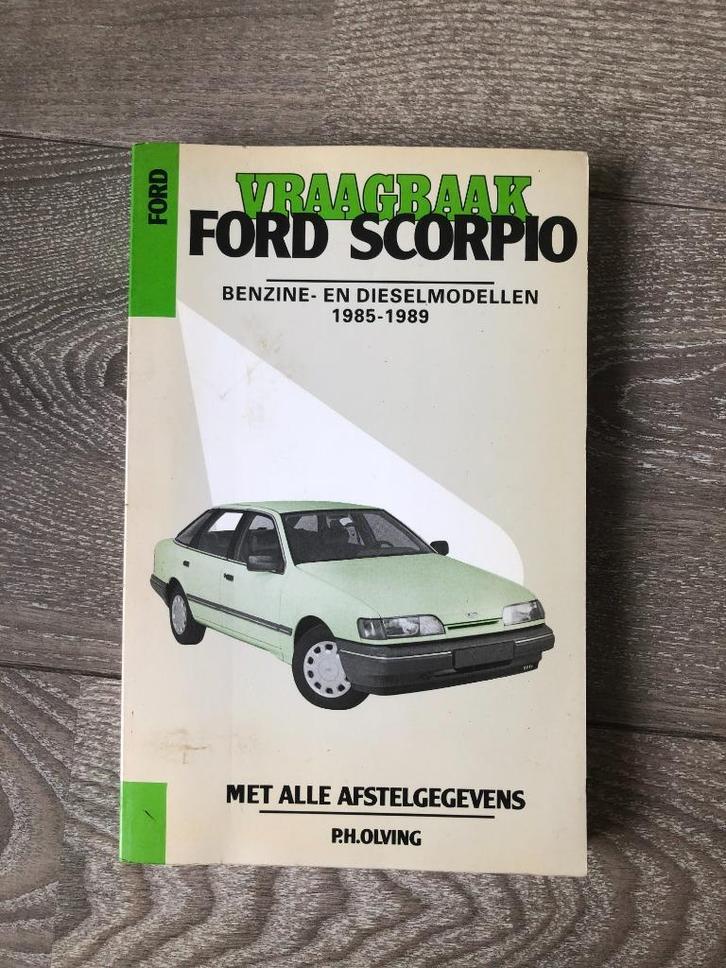 FORD
VRAAGBAAK
FORD SCORPIO
BENZINE- EN DIESELMODELLEN
1985-1989
MET ALLE AFSTELGEGEVENS
P.H.OLVING